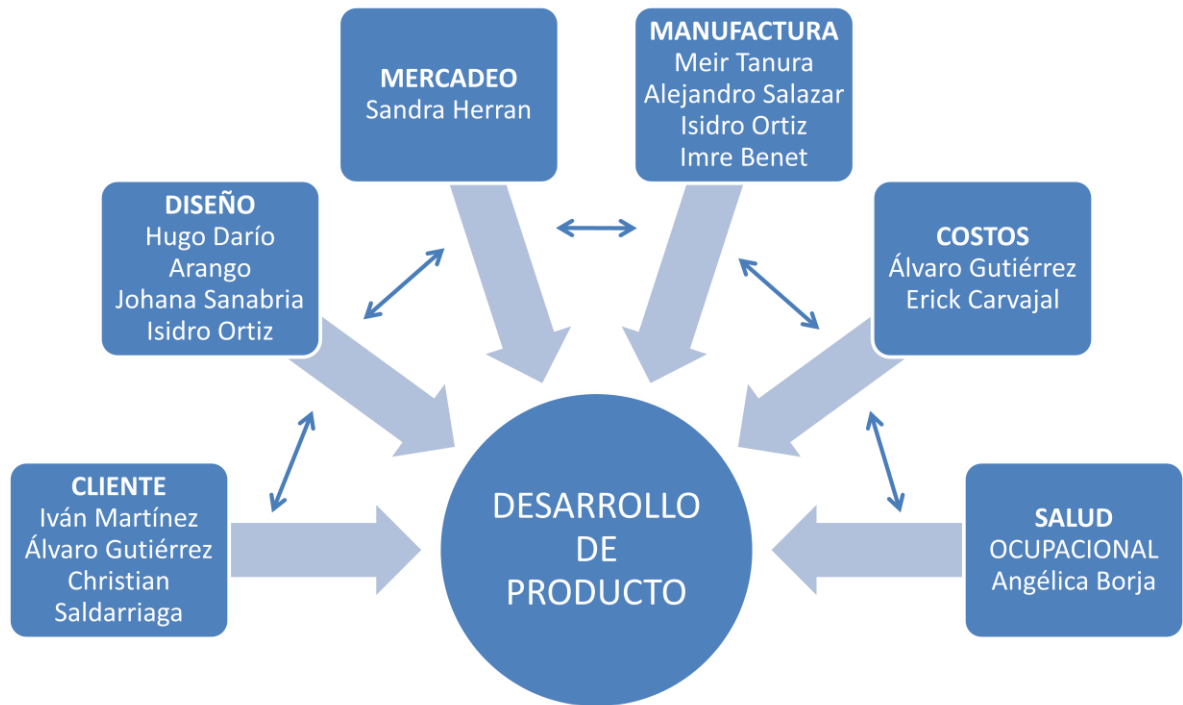 MERCADEO
Sandra Herran
MANUFACTURA
Meir Tanura
Alejandro Salazar
Isidro Ortiz
Imre Benet
DISEÑO
Hugo Darío
Arango
Johana Sanabria
Isidro Ortiz
COSTOS
Álvaro Gutiérrez
Erick Carvajal
CLIENTE
Iván Martínez
Álvaro Gutiérrez
Christian
Saldarriaga
DESARROLLO
DE
PRODUCTO
SALUD
OCUPACIONAL
Angélica Borja